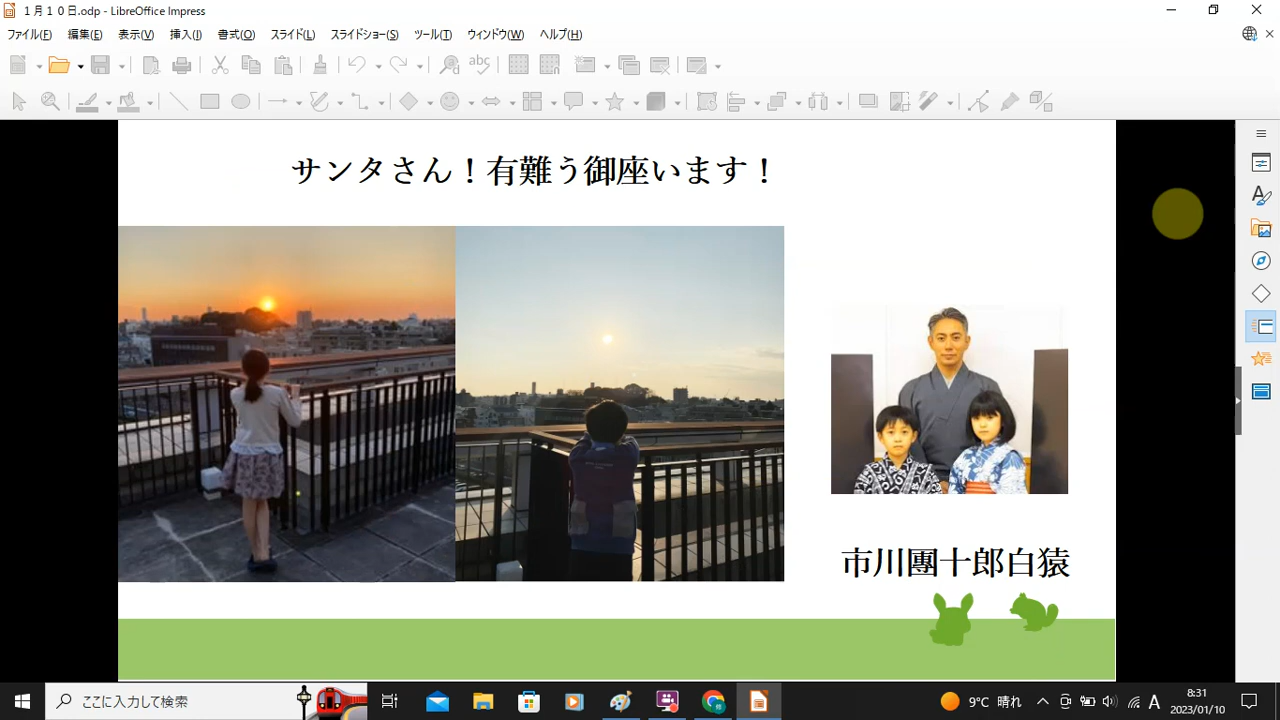 1月10日.odp - LibreOffice Impress
ファイル(F) 編集(E) 表示(V) 挿入(I) 書式(O) スライド(L) スライドショー(S) ツール(T) ウィンドウ(W) ヘルプ(H)
abc
サンタさん！有難う御座います！
市川團十郎白猿
ここに入力して検索
9°C 晴れ
A
8:31
2023/01/10